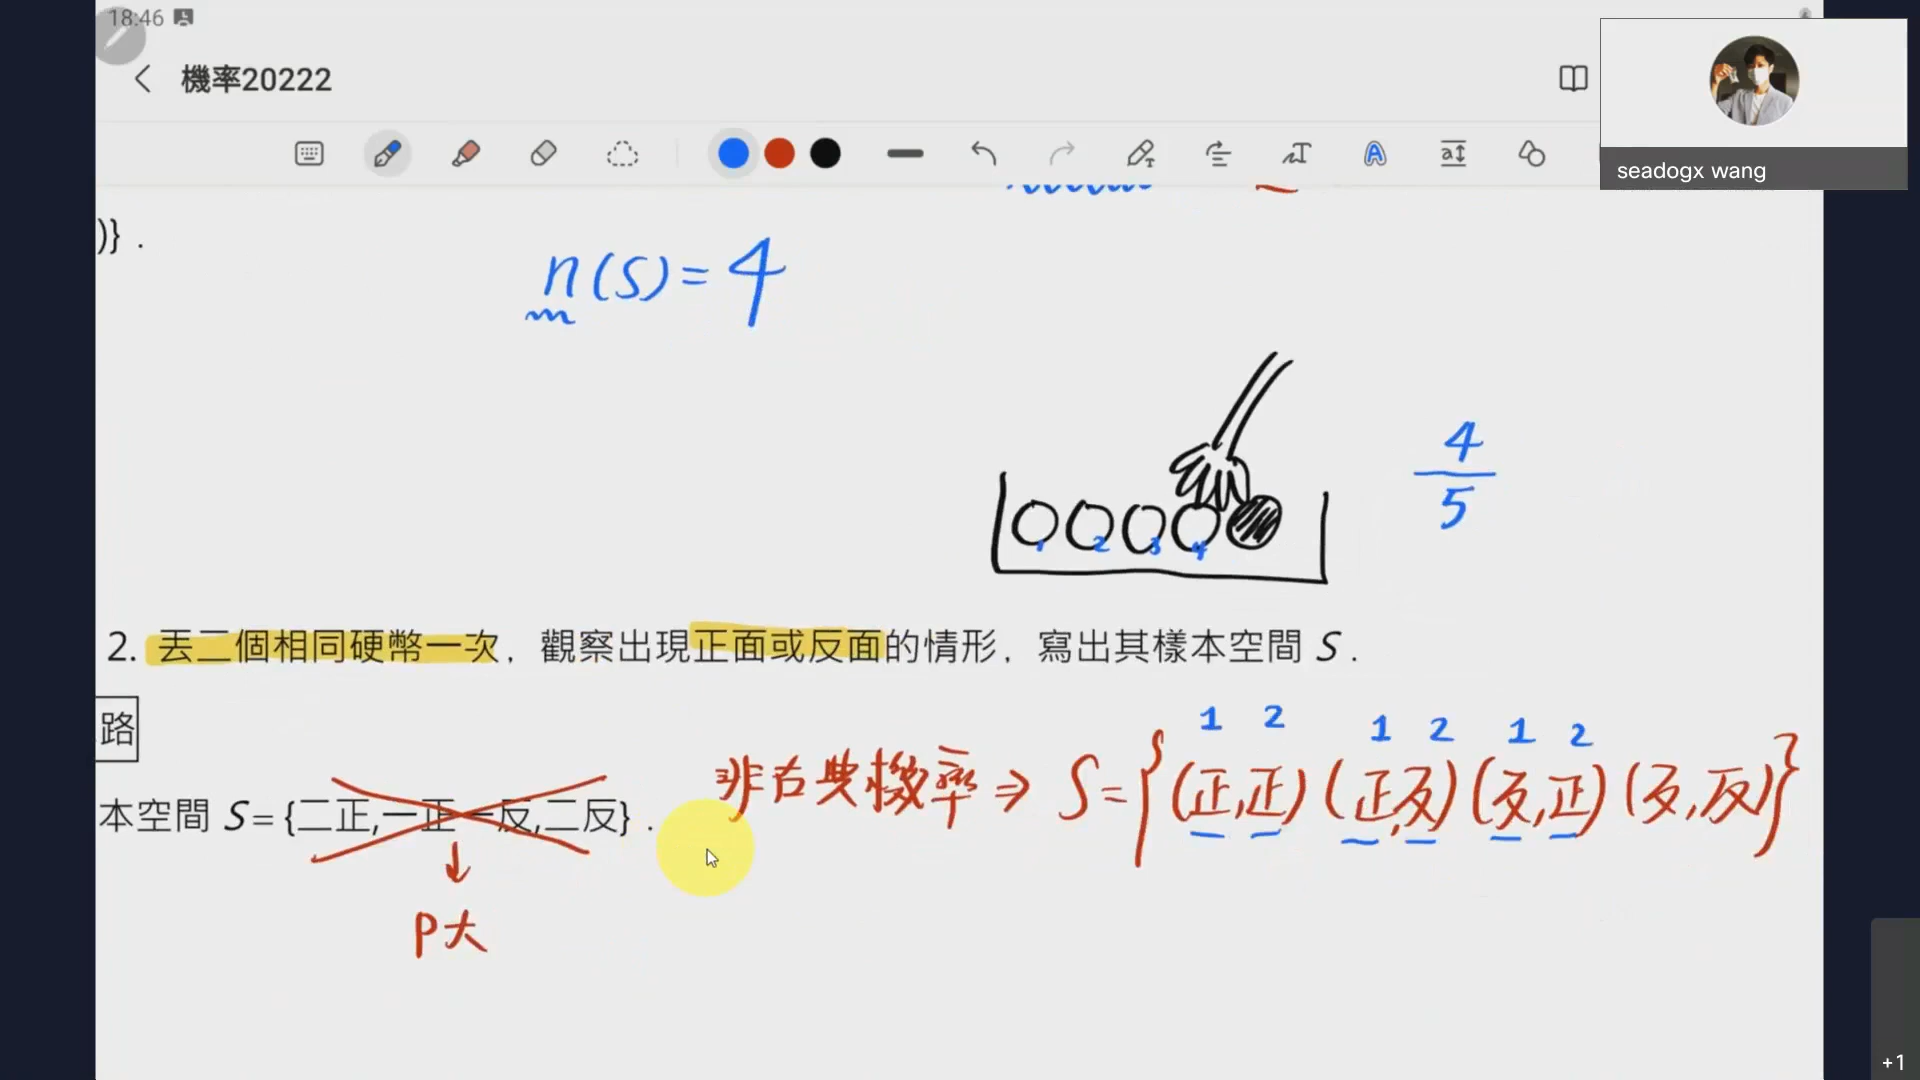 18:46
機率20222
seadogx wang
)} .
n(S)=4
4
5
1 2 3 4
2. 丟二個相同硬幣一次，觀察出現正面或反面的情形，寫出其樣本空間 S .
路
1 2 1 2 1 2
本空間 S = {二正,一正一反,二反} .
非古典機率 ⇒ S={(正,正)(正,反)(反,正)(反,反)}
↓
P大
+1